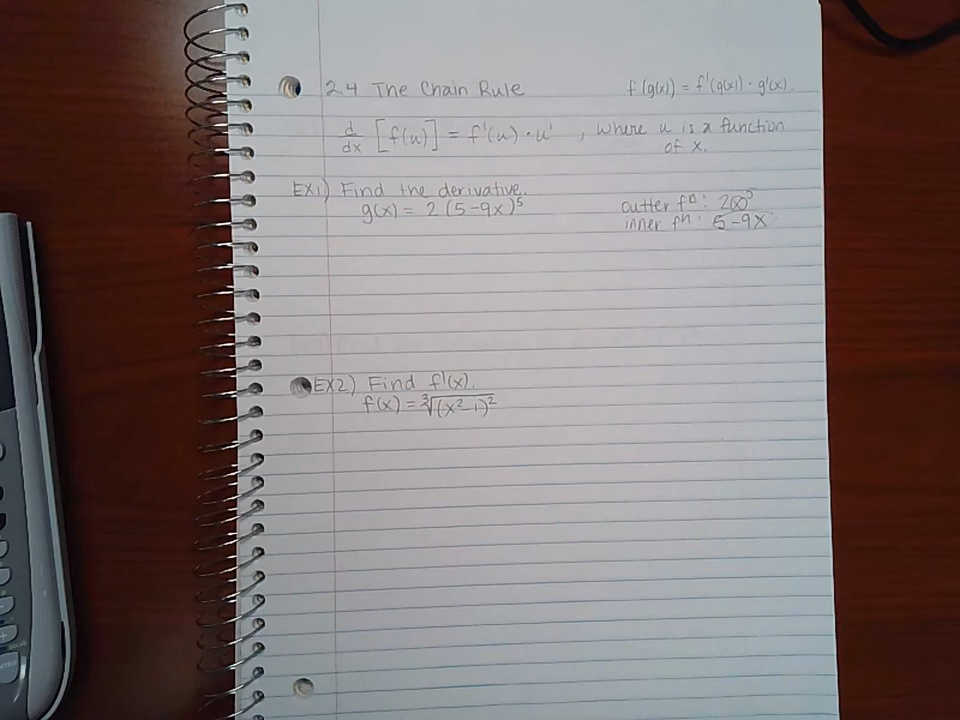 2.4 The Chain Rule f(g(x)) = f'(g(x)) · g'(x).
d/dx [f(u)] = f'(u) · u' , where u is a function
of x.
EX1) Find the derivative.
g(x) = 2(5-9x)⁵ outter fⁿ: 2(x)⁵
inner fⁿ: 5-9x
EX2) Find f'(x).
f(x) = ∛(x²-1)²